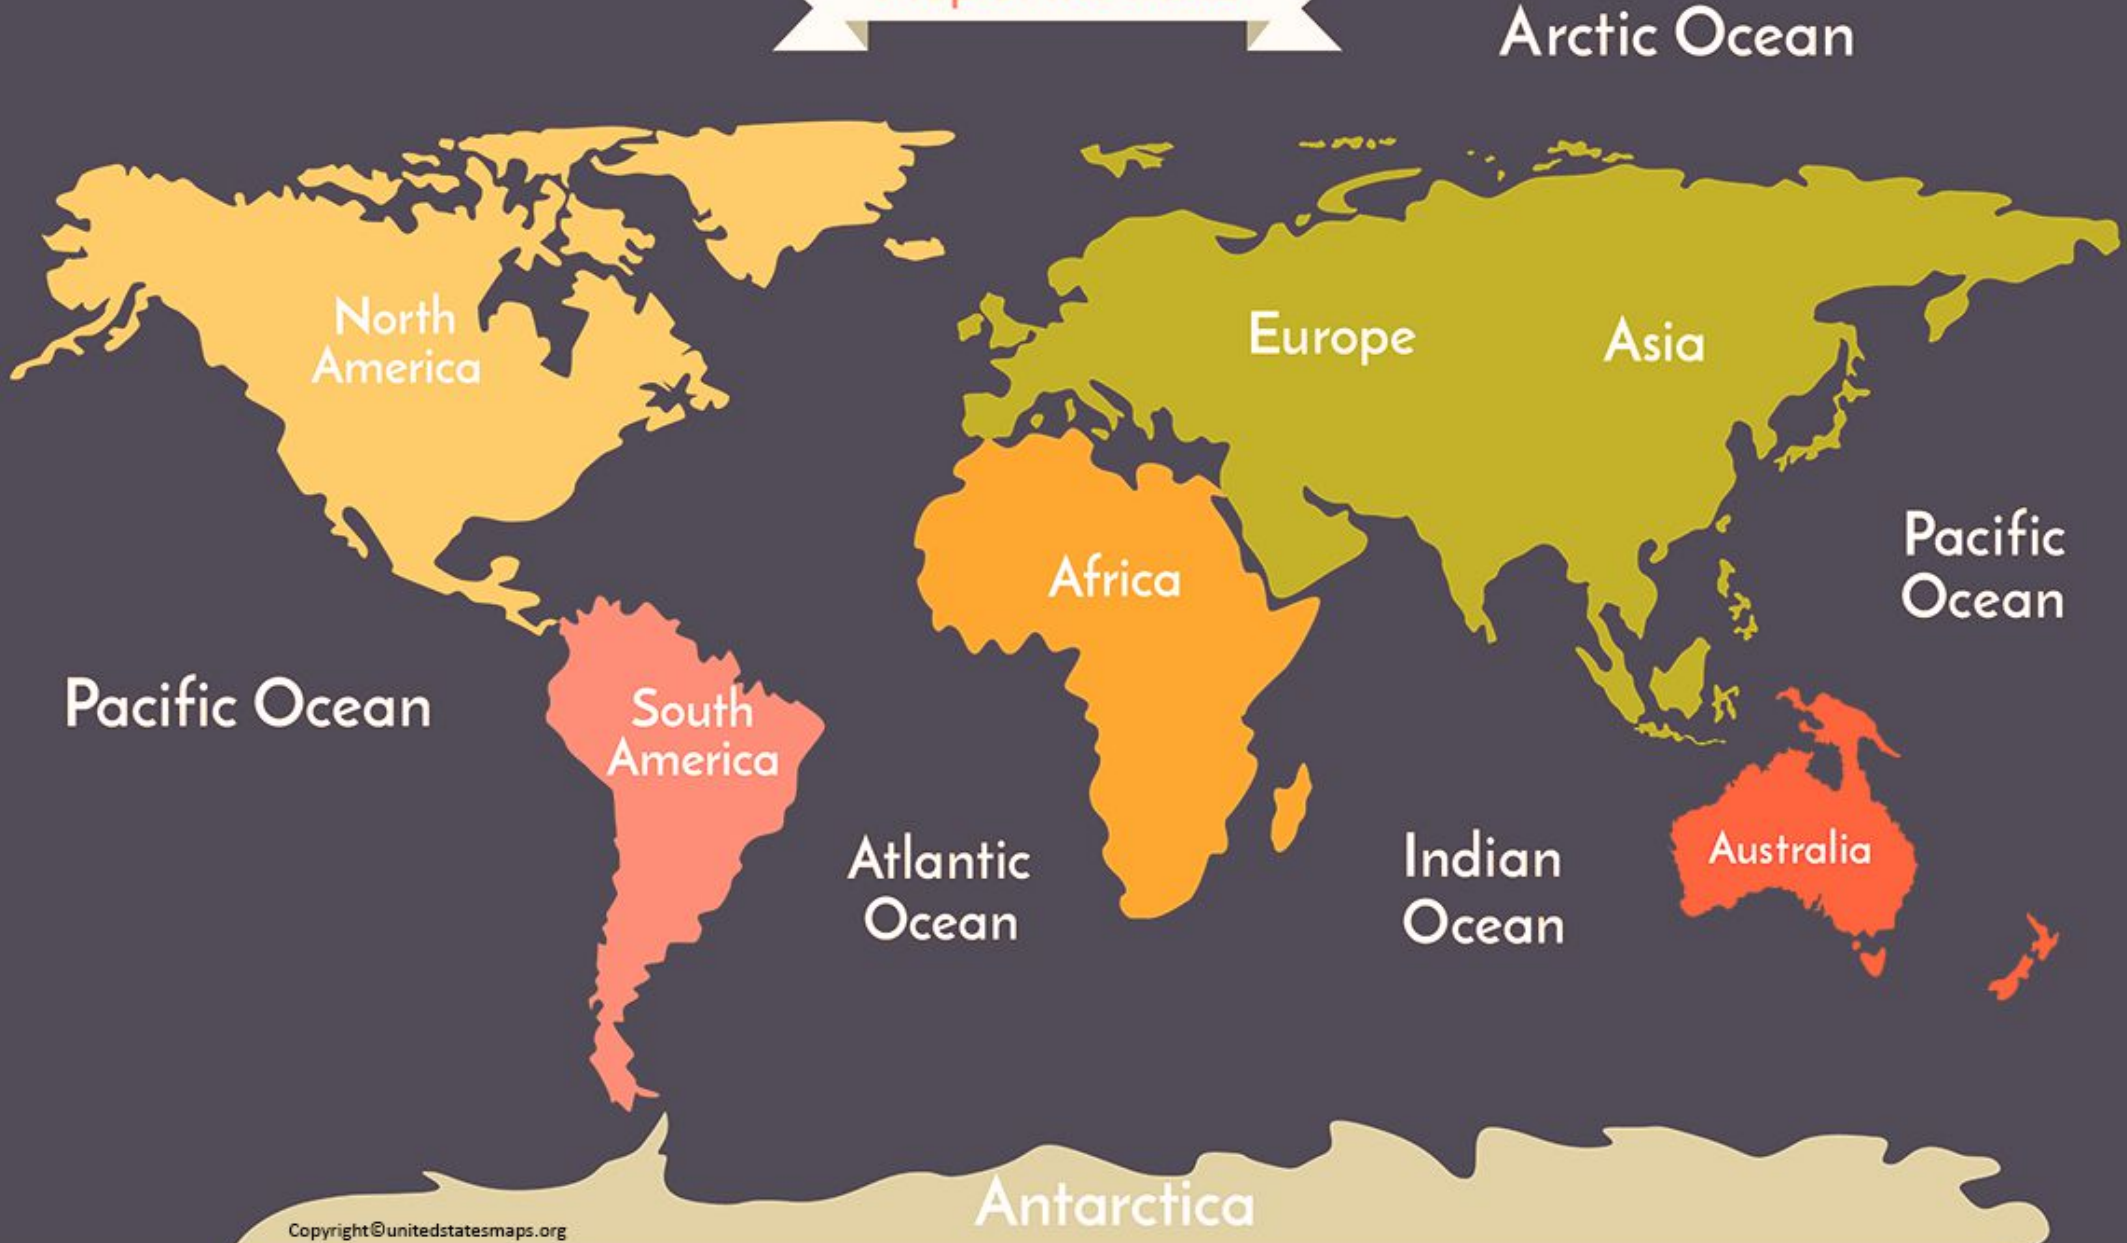 Arctic Ocean
North
America
Europe
Asia
Africa
Pacific
Ocean
Pacific Ocean
South
America
Atlantic
Ocean
Indian
Ocean
Australia
Antarctica
Copyright©unitedstatesmaps.org